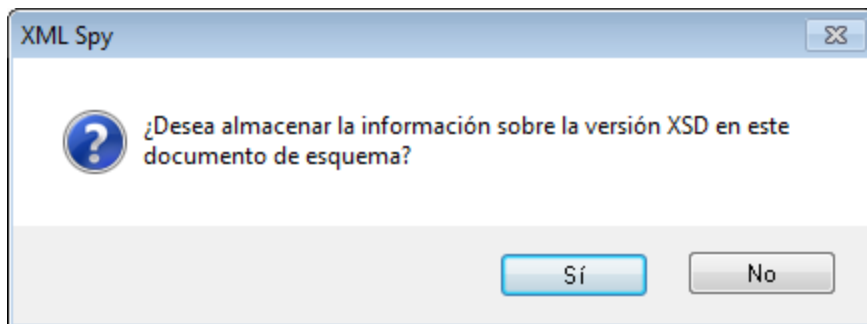 XML Spy
¿Desea almacenar la información sobre la versión XSD en este
documento de esquema?
Sí
No